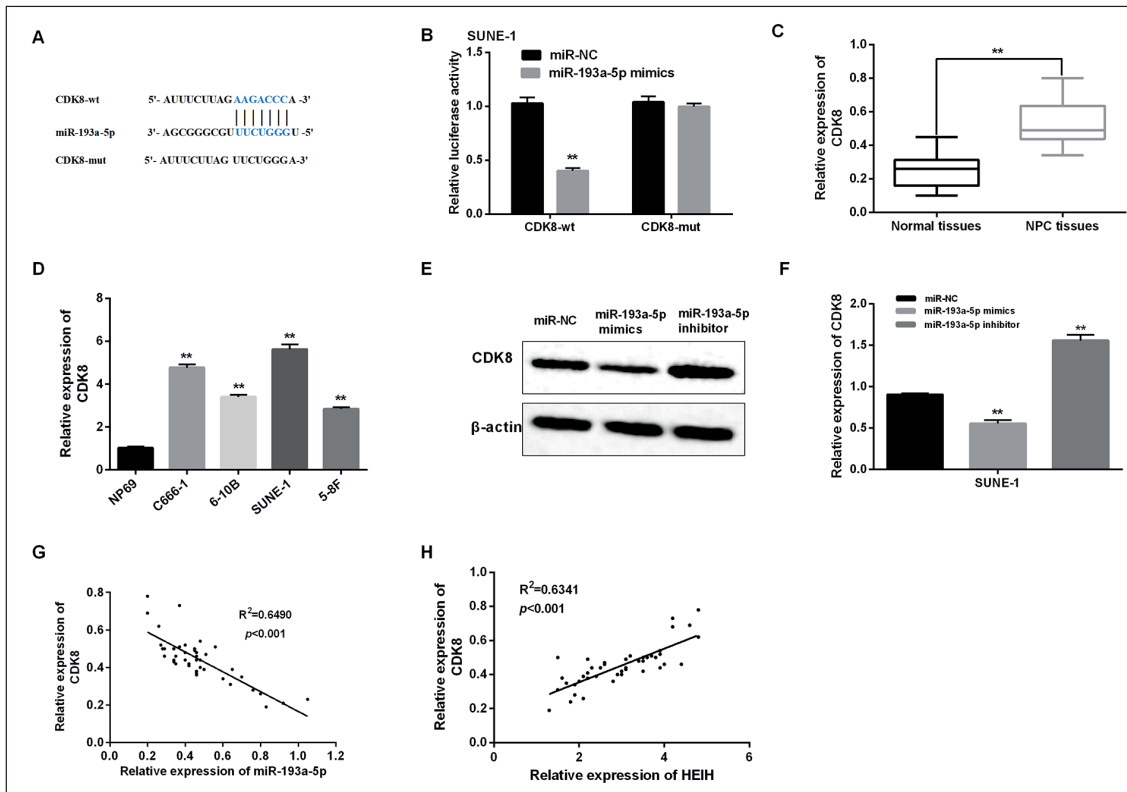 A
CDK8-wt 5'- AUUUCUUAGAAGACCCA -3'
miR-193a-5p 3'- AGCGGGCGUUUCUGGGU -5'
CDK8-mut 5'- AUUUCUUAG UUCUGGGA-3'
B
SUNE-1
miR-NC
miR-193a-5p mimics
Relative luciferase activity
1.5
1.0
0.5
0.0
**
CDK8-wt CDK8-mut
C
Relative expression of
CDK8
1.0
0.8
0.6
0.4
0.2
0.0
**
Normal tissues NPC tissues
D
Relative expression of
CDK8
8
6
4
2
0
**
**
**
**
NP69 C666-1 6-10B SUNE-1 5-8F
E
miR-NC miR-193a-5p mimics miR-193a-5p inhibitor
CDK8
β-actin
F
miR-NC
miR-193a-5p mimics
miR-193a-5p inhibitor
Relative expression of CDK8
2.0
1.5
1.0
0.5
0.0
**
**
SUNE-1
G
Relative expression of
CDK8
0.8
0.6
0.4
0.2
0.0
R2=0.6490
p<0.001
0.0 0.2 0.4 0.6 0.8 1.0 1.2
Relative expression of miR-193a-5p
H
Relative expression of
CDK8
1.0
0.8
0.6
0.4
0.2
0.0
R2=0.6341
p<0.001
0 2 4 6
Relative expression of HEIH